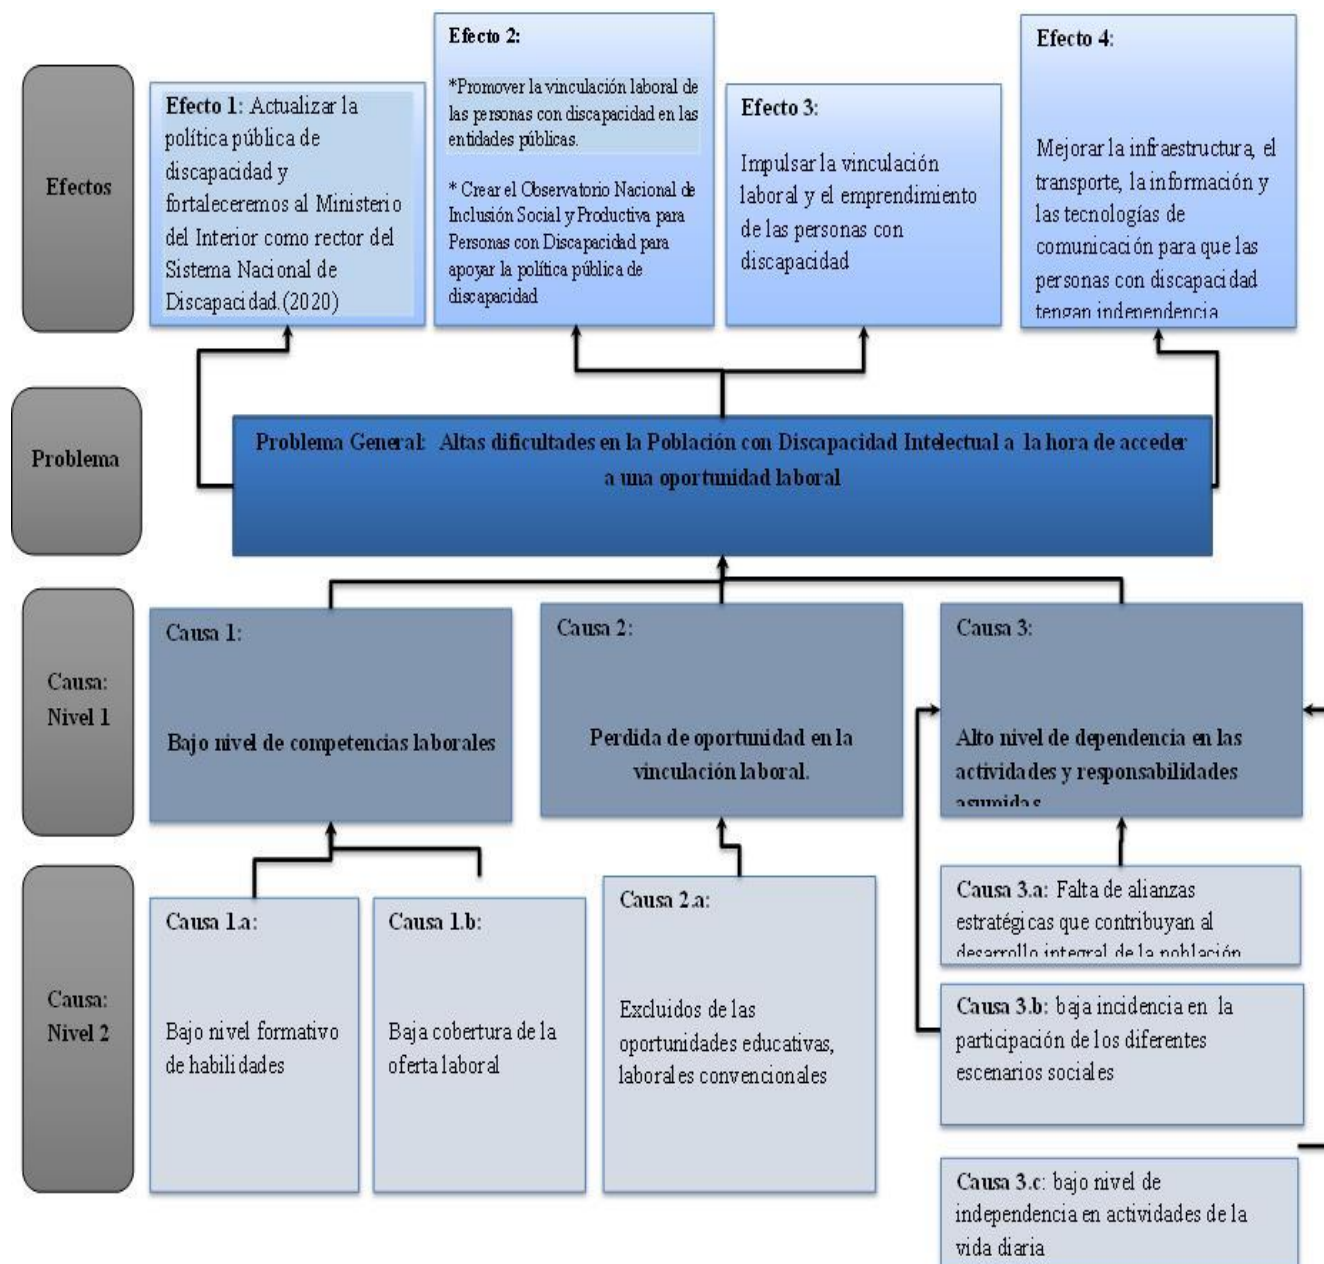 Efectos
Efecto 1: Actualizar la
política pública de
discapacidad y
fortaleceremos al Ministerio
del Interior como rector del
Sistema Nacional de
Discapacidad.(2020)
Efecto 2:
*Promover la vinculación laboral de
las personas con discapacidad en las
entidades públicas.
* Crear el Observatorio Nacional de
Inclusión Social y Productiva para
Personas con Discapacidad para
apoyar la política pública de
discapacidad
Efecto 3:
Impulsar la vinculación
laboral y el emprendimiento
de las personas con
discapacidad
Efecto 4:
Mejorar la infraestructura, el
transporte, la información y
las tecnologías de
comunicación para que las
personas con discapacidad
tengan independencia
Problema
Problema General: Altas dificultades en la Población con Discapacidad Intelectual a la hora de acceder
a una oportunidad laboral
Causa:
Nivel 1
Causa 1:
Bajo nivel de competencias laborales
Causa 2:
Perdida de oportunidad en la
vinculación laboral.
Causa 3:
Alto nivel de dependencia en las
actividades y responsabilidades
asumidas
Causa:
Nivel 2
Causa 1.a:
Bajo nivel formativo
de habilidades
Causa 1.b:
Baja cobertura de la
oferta laboral
Causa 2.a:
Excluidos de las
oportunidades educativas,
laborales convencionales
Causa 3.a: Falta de alianzas
estratégicas que contribuyan al
desarrollo integral de la población
Causa 3.b: baja incidencia en la
participación de los diferentes
escenarios sociales
Causa 3.c: bajo nivel de
independencia en actividades de la
vida diaria